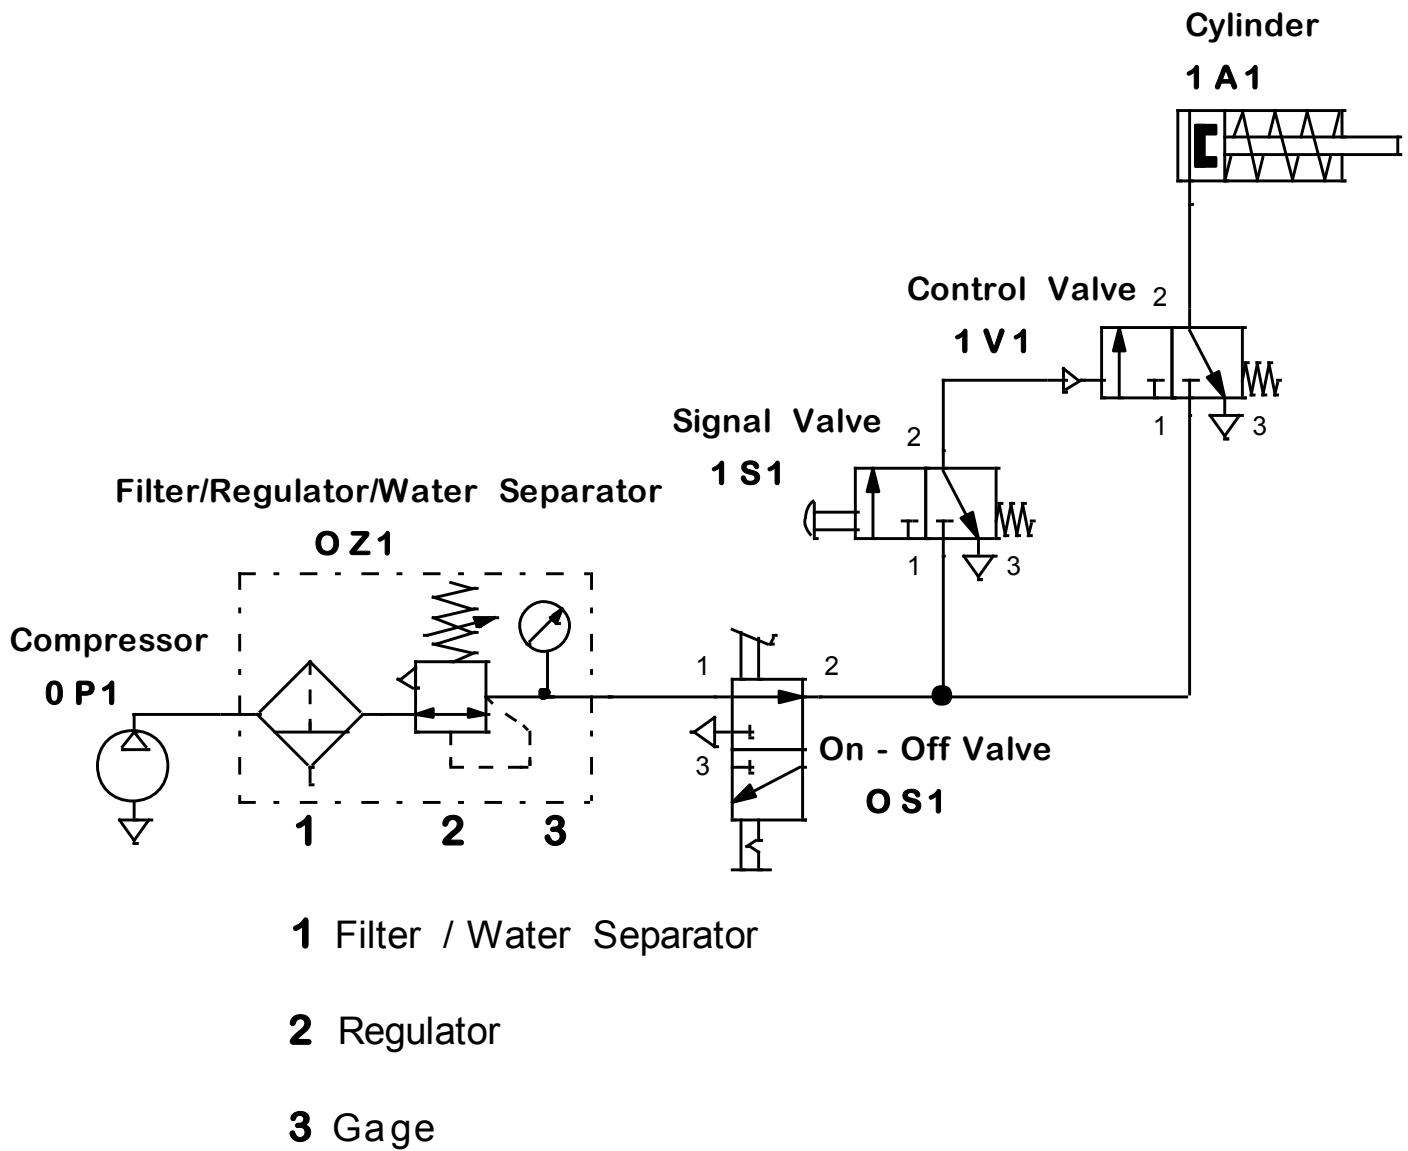 Cylinder
1 A1
Control Valve
2
1 V1
1
3
Signal Valve
2
1 S1
1
3
Filter/Regulator/Water Separator
O Z1
Compressor
0 P1
1
2
3
On - Off Valve
O S1
1
2
3
1 Filter / Water Separator
2 Regulator
3 Gage